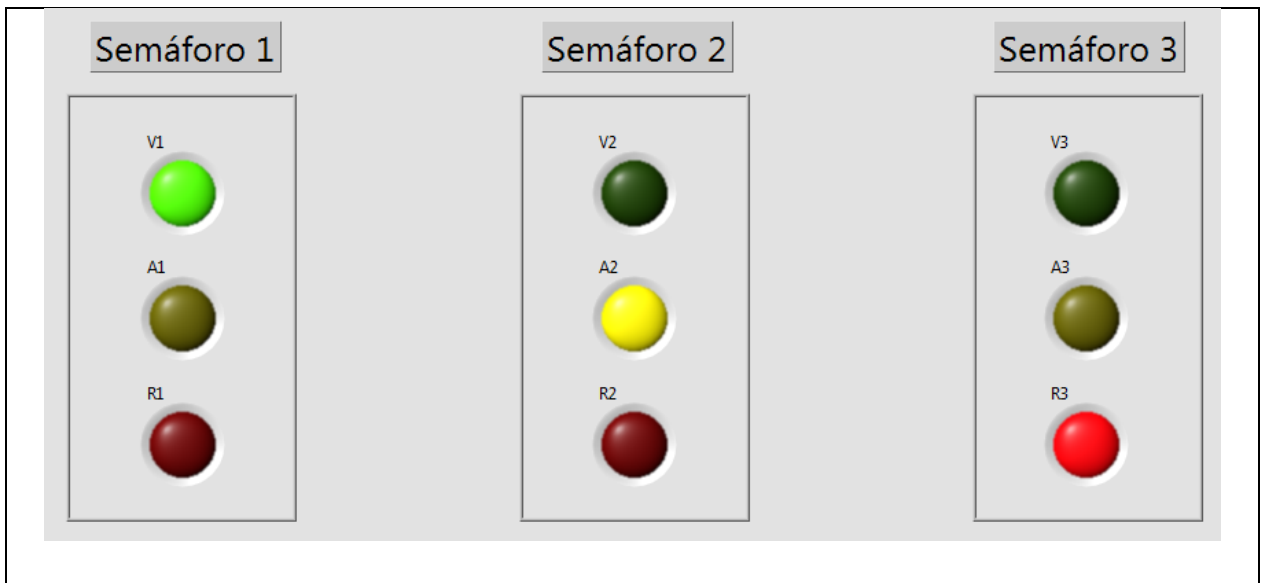 Semáforo 1
Semáforo 2
Semáforo 3
V1
V2
V3
A1
A2
A3
R1
R2
R3